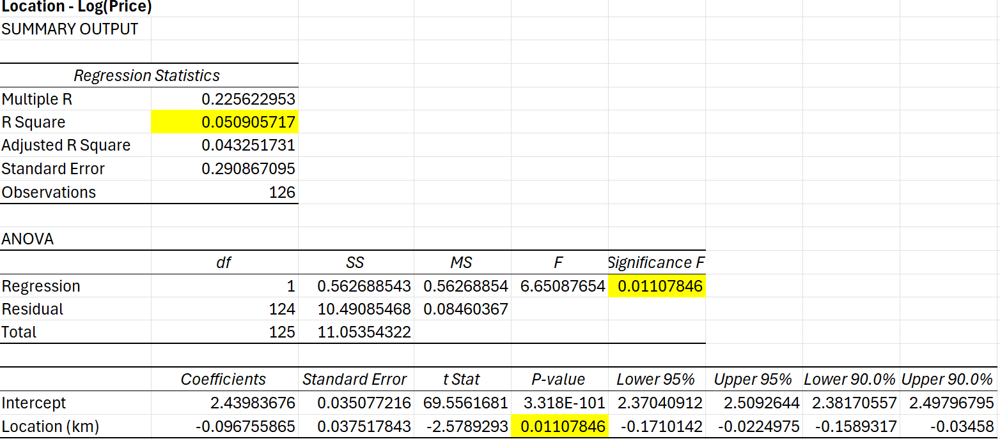 Location - Log(Price)
SUMMARY OUTPUT
Regression Statistics
Multiple R 0.225622953
R Square 0.050905717
Adjusted R Square 0.043251731
Standard Error 0.290867095
Observations 126
ANOVA
df SS MS F Significance F
Regression 1 0.562688543 0.56268854 6.65087654 0.01107846
Residual 124 10.49085468 0.08460367
Total 125 11.05354322
Coefficients Standard Error t Stat P-value Lower 95% Upper 95% Lower 90.0% Upper 90.0%
Intercept 2.43983676 0.035077216 69.5561681 3.318E-101 2.37040912 2.5092644 2.38170557 2.49796795
Location (km) -0.096755865 0.037517843 -2.5789293 0.01107846 -0.1710142 -0.0224975 -0.1589317 -0.03458